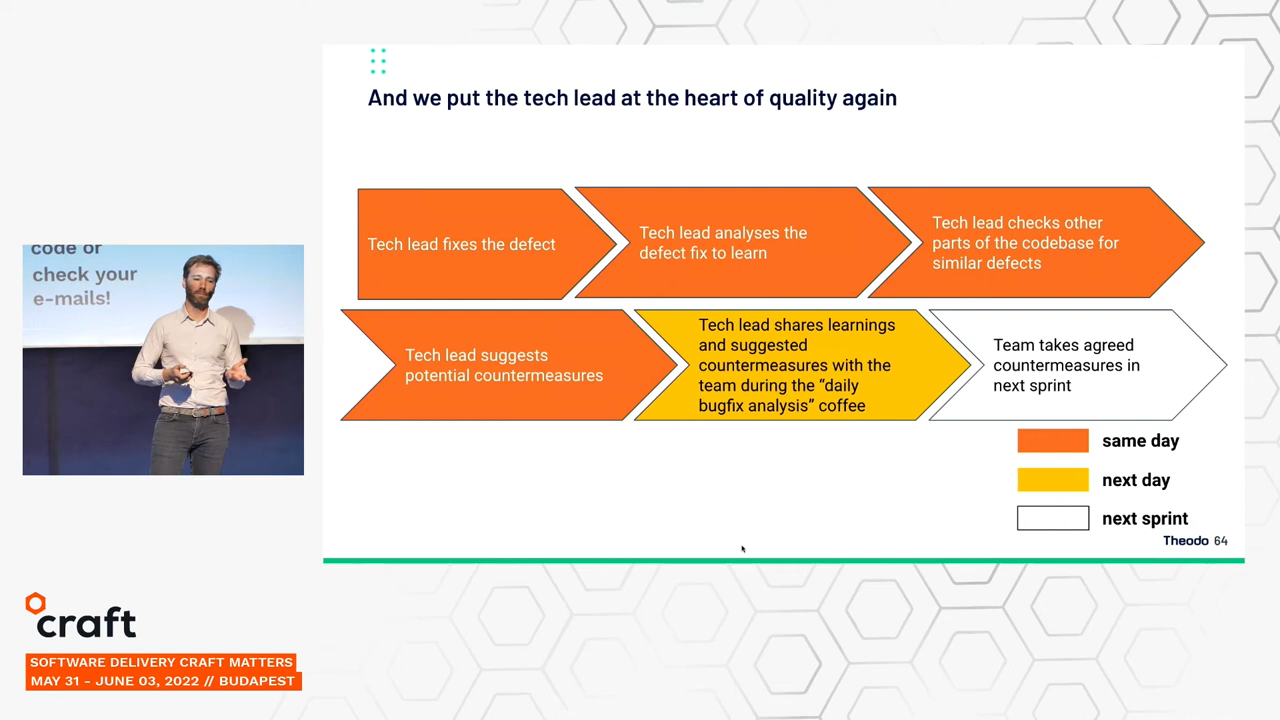 And we put the tech lead at the heart of quality again
Tech lead fixes the defect
Tech lead analyses the
defect fix to learn
Tech lead checks other
parts of the codebase for
similar defects
Tech lead suggests
potential countermeasures
Tech lead shares learnings
and suggested
countermeasures with the
team during the “daily
bugfix analysis” coffee
Team takes agreed
countermeasures in
next sprint
same day
next day
next sprint
Theodo 64
code or
check your
e-mails!
craft
SOFTWARE DELIVERY CRAFT MATTERS
MAY 31 - JUNE 03, 2022 // BUDAPEST